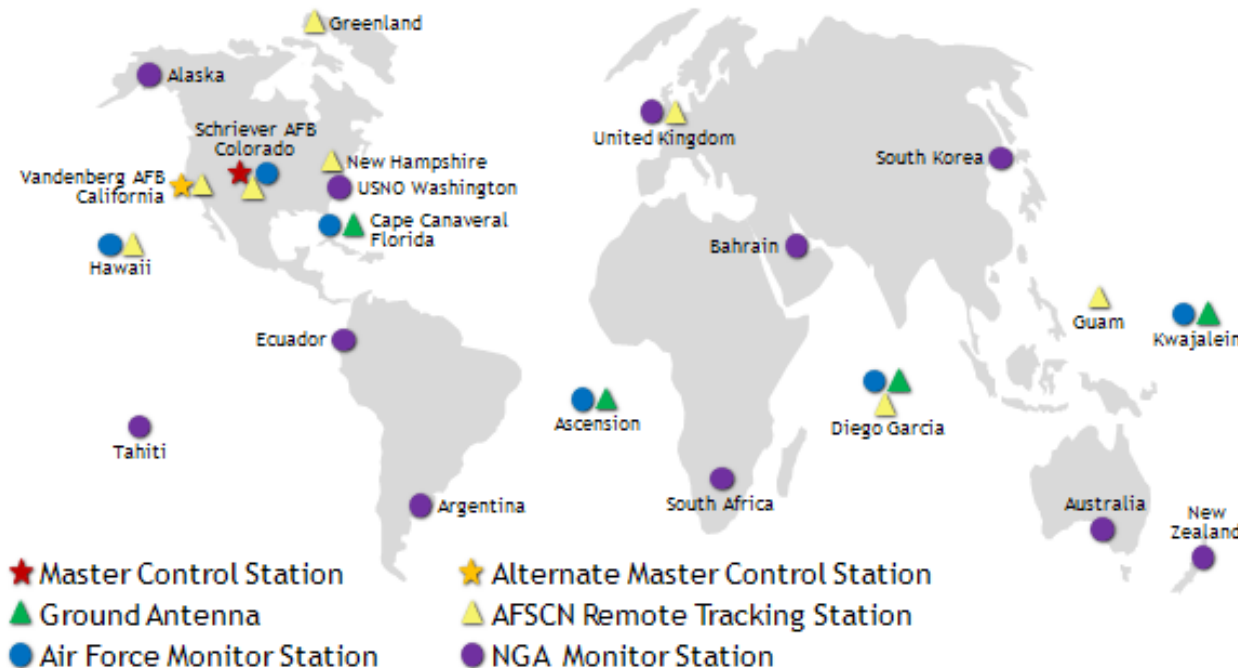 Greenland
Alaska
Schriever AFB
Colorado
United Kingdom
New Hampshire
South Korea
Vandenberg AFB
California
USNO Washington
Cape Canaveral
Florida
Bahrain
Hawaii
Guam
Kwajalein
Ecuador
Ascension
Diego Garcia
Tahiti
Argentina
South Africa
Australia
New
Zealand
Master Control Station
Alternate Master Control Station
Ground Antenna
AFSCN Remote Tracking Station
Air Force Monitor Station
NGA Monitor Station